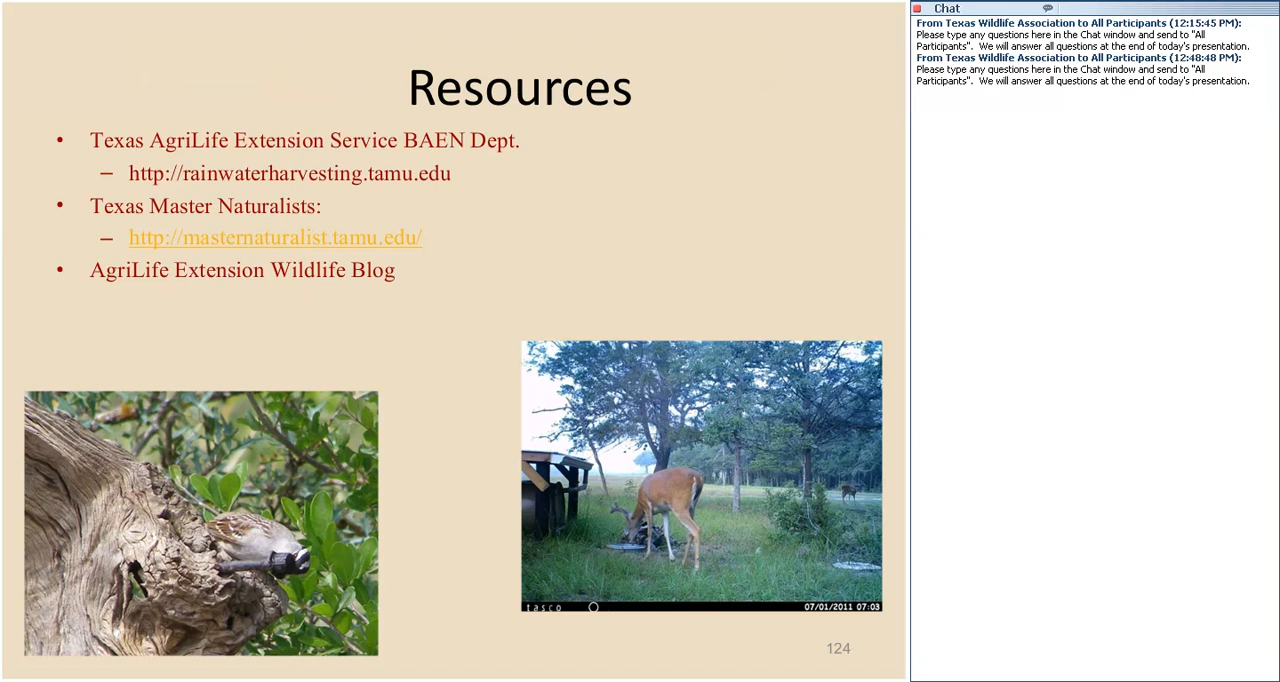 Resources
• Texas AgriLife Extension Service BAEN Dept.
– http://rainwaterharvesting.tamu.edu
• Texas Master Naturalists:
– http://masternaturalist.tamu.edu/
• AgriLife Extension Wildlife Blog
tasco
07/01/2011 07:03
124
Chat
From Texas Wildlife Association to All Participants (12:15:45 PM):
Please type any questions here in the Chat window and send to "All
Participants".  We will answer all questions at the end of today's presentation.
From Texas Wildlife Association to All Participants (12:48:48 PM):
Please type any questions here in the Chat window and send to "All
Participants".  We will answer all questions at the end of today's presentation.